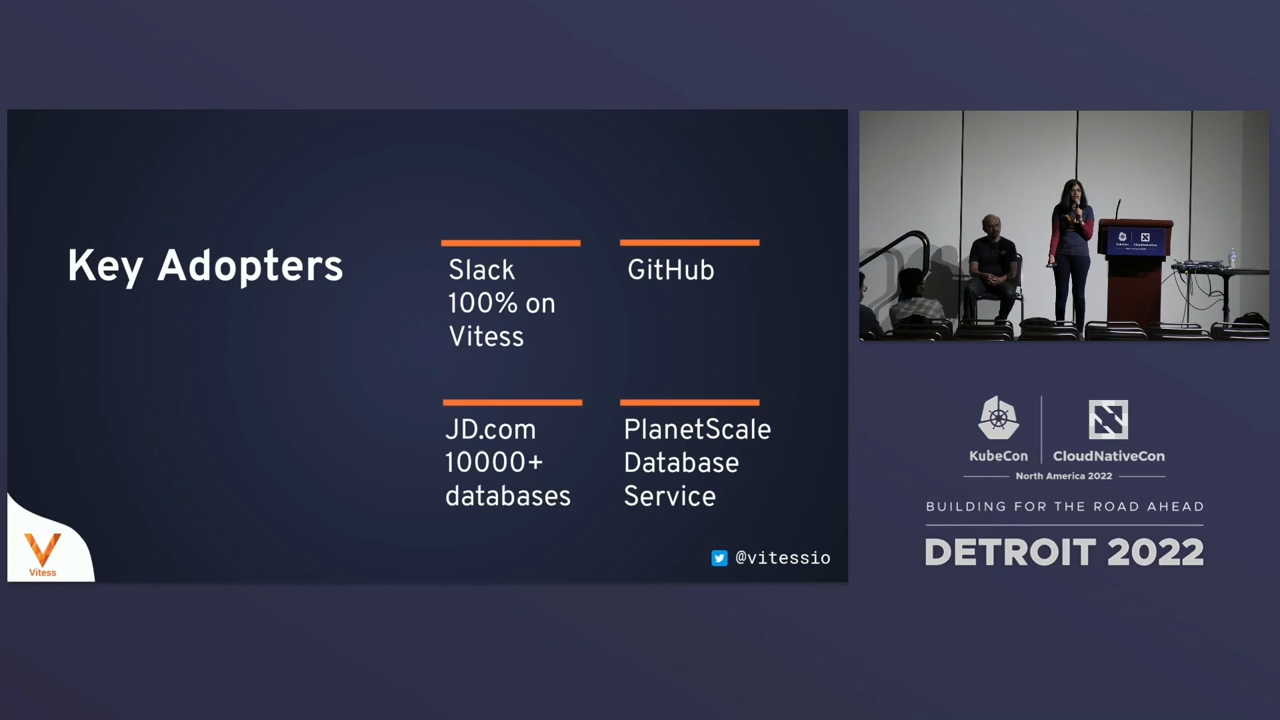 Key Adopters
Slack
100% on
Vitess
GitHub
JD.com
10000+
databases
PlanetScale
Database
Service
Vitess
@vitessio
KubeCon
CloudNativeCon
North America 2022
BUILDING FOR THE ROAD AHEAD
DETROIT 2022